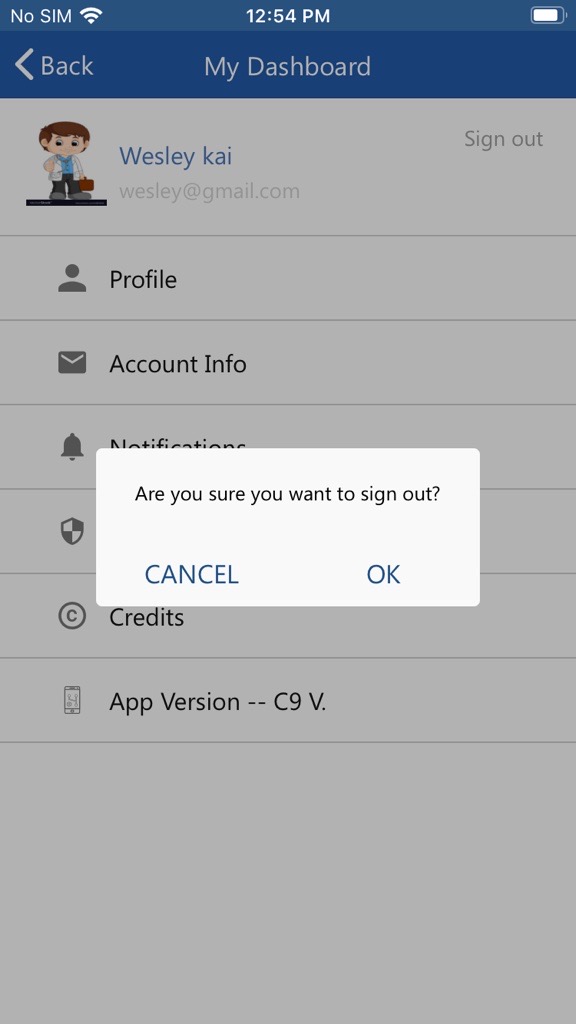 No SIM 12:54 PM
Back My Dashboard
Sign out
Wesley kai
wesley@gmail.com
Profile
Account Info
Notifications
Are you sure you want to sign out?
CANCEL OK
Credits
App Version -- C9 V.